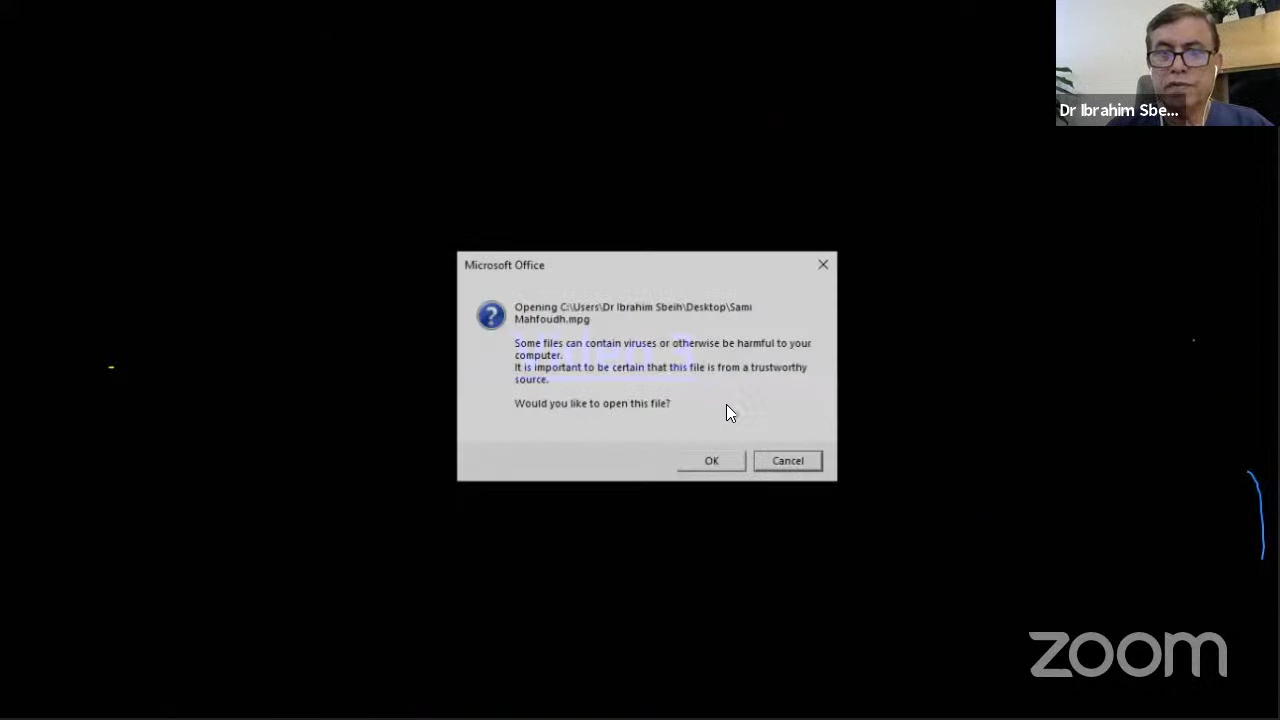 Dr Ibrahim Sbe...
Microsoft Office
Opening C:\Users\Dr Ibrahim Sbeih\Desktop\Sami
Mahfoudh.mpg
Some files can contain viruses or otherwise be harmful to your
computer.
It is important to be certain that this file is from a trustworthy
source.
Would you like to open this file?
OK Cancel
zoom